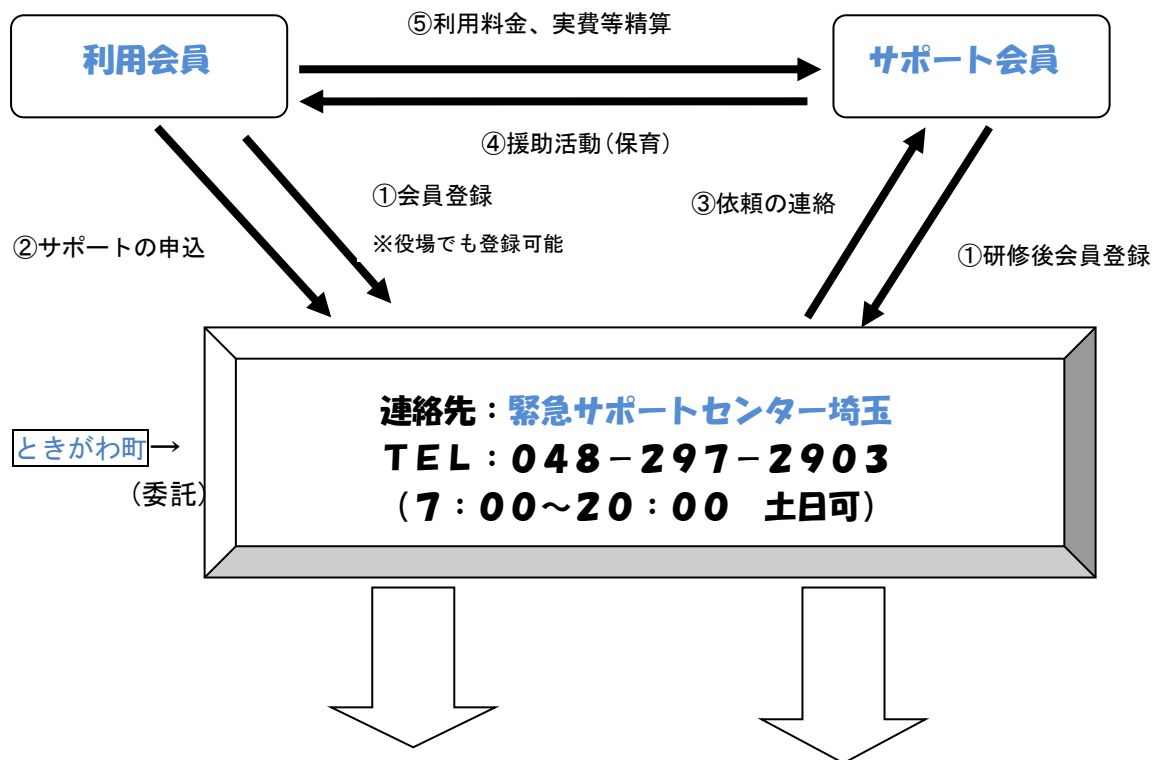 ⑤利用料金、実費等精算
利用会員
サポート会員
④援助活動(保育)
①会員登録
③依頼の連絡
②サポートの申込
※役場でも登録可能
①研修後会員登録
連絡先：緊急サポートセンター埼玉
ときがわ町→
TEL：048－297－2903
(委託)
(7：00～20：00　土日可)